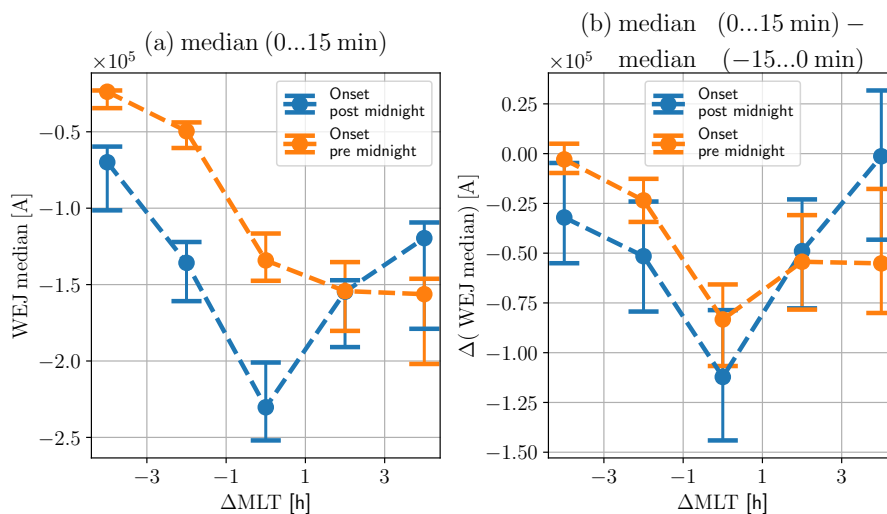 (a) median (0...15 min)
×10⁵
Onset
post midnight
Onset
pre midnight
−0.5
−1.0
−1.5
−2.0
−2.5
WEJ median [A]
−3
−1
1
3
ΔMLT [h]
(b) median (0...15 min) −
median (−15...0 min)
×10⁵
Onset
post midnight
Onset
pre midnight
0.25
0.00
−0.25
−0.50
−0.75
−1.00
−1.25
−1.50
Δ( WEJ median) [A]
−3
−1
1
3
ΔMLT [h]